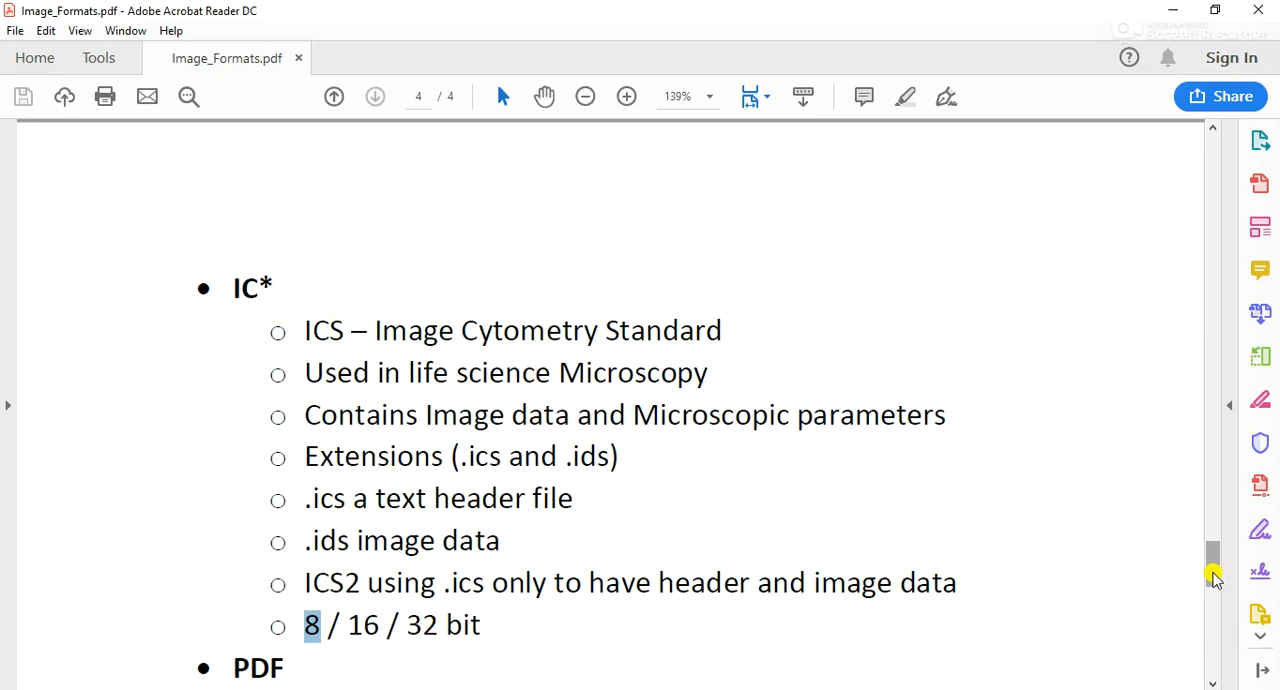 Image_Formats.pdf - Adobe Acrobat Reader DC
File Edit View Window Help
Screen Recorder
Home Tools Image_Formats.pdf × Sign In
4 / 4 139% Share
• IC*
○ ICS – Image Cytometry Standard
○ Used in life science Microscopy
○ Contains Image data and Microscopic parameters
○ Extensions (.ics and .ids)
○ .ics a text header file
○ .ids image data
○ ICS2 using .ics only to have header and image data
○ 8 / 16 / 32 bit
• PDF